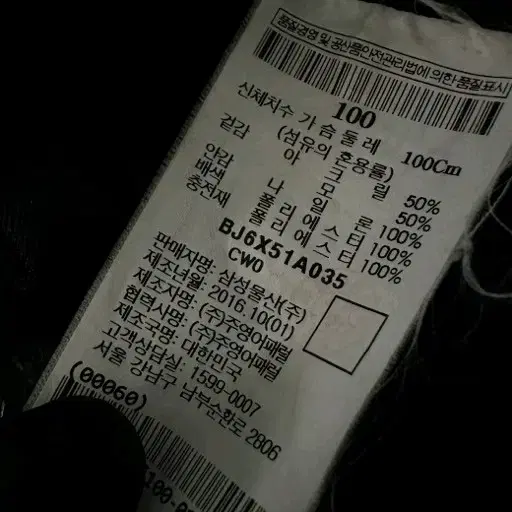 품질경영 및 공산품안전관리법에 의한 품질표시
100
신체치수 가슴둘레 100Cm
(섬유의 혼용률)
겉감 아 크 릴 50%
모 50%
안감 나 일 론 100%
배색 폴 리 에 스 터 100%
충전재 폴 리 에 스 터 100%
BJ6X51A035
CW0
판매자명: 삼성물산(주)
제조년월: 2016.10(01)
제조자명: (주)주영어패럴
협력사명: (주)주영어패럴
제조국명: 대한민국
고객상담실: 1599-0007
서울 강남구 남부순환로 2806
(00060)